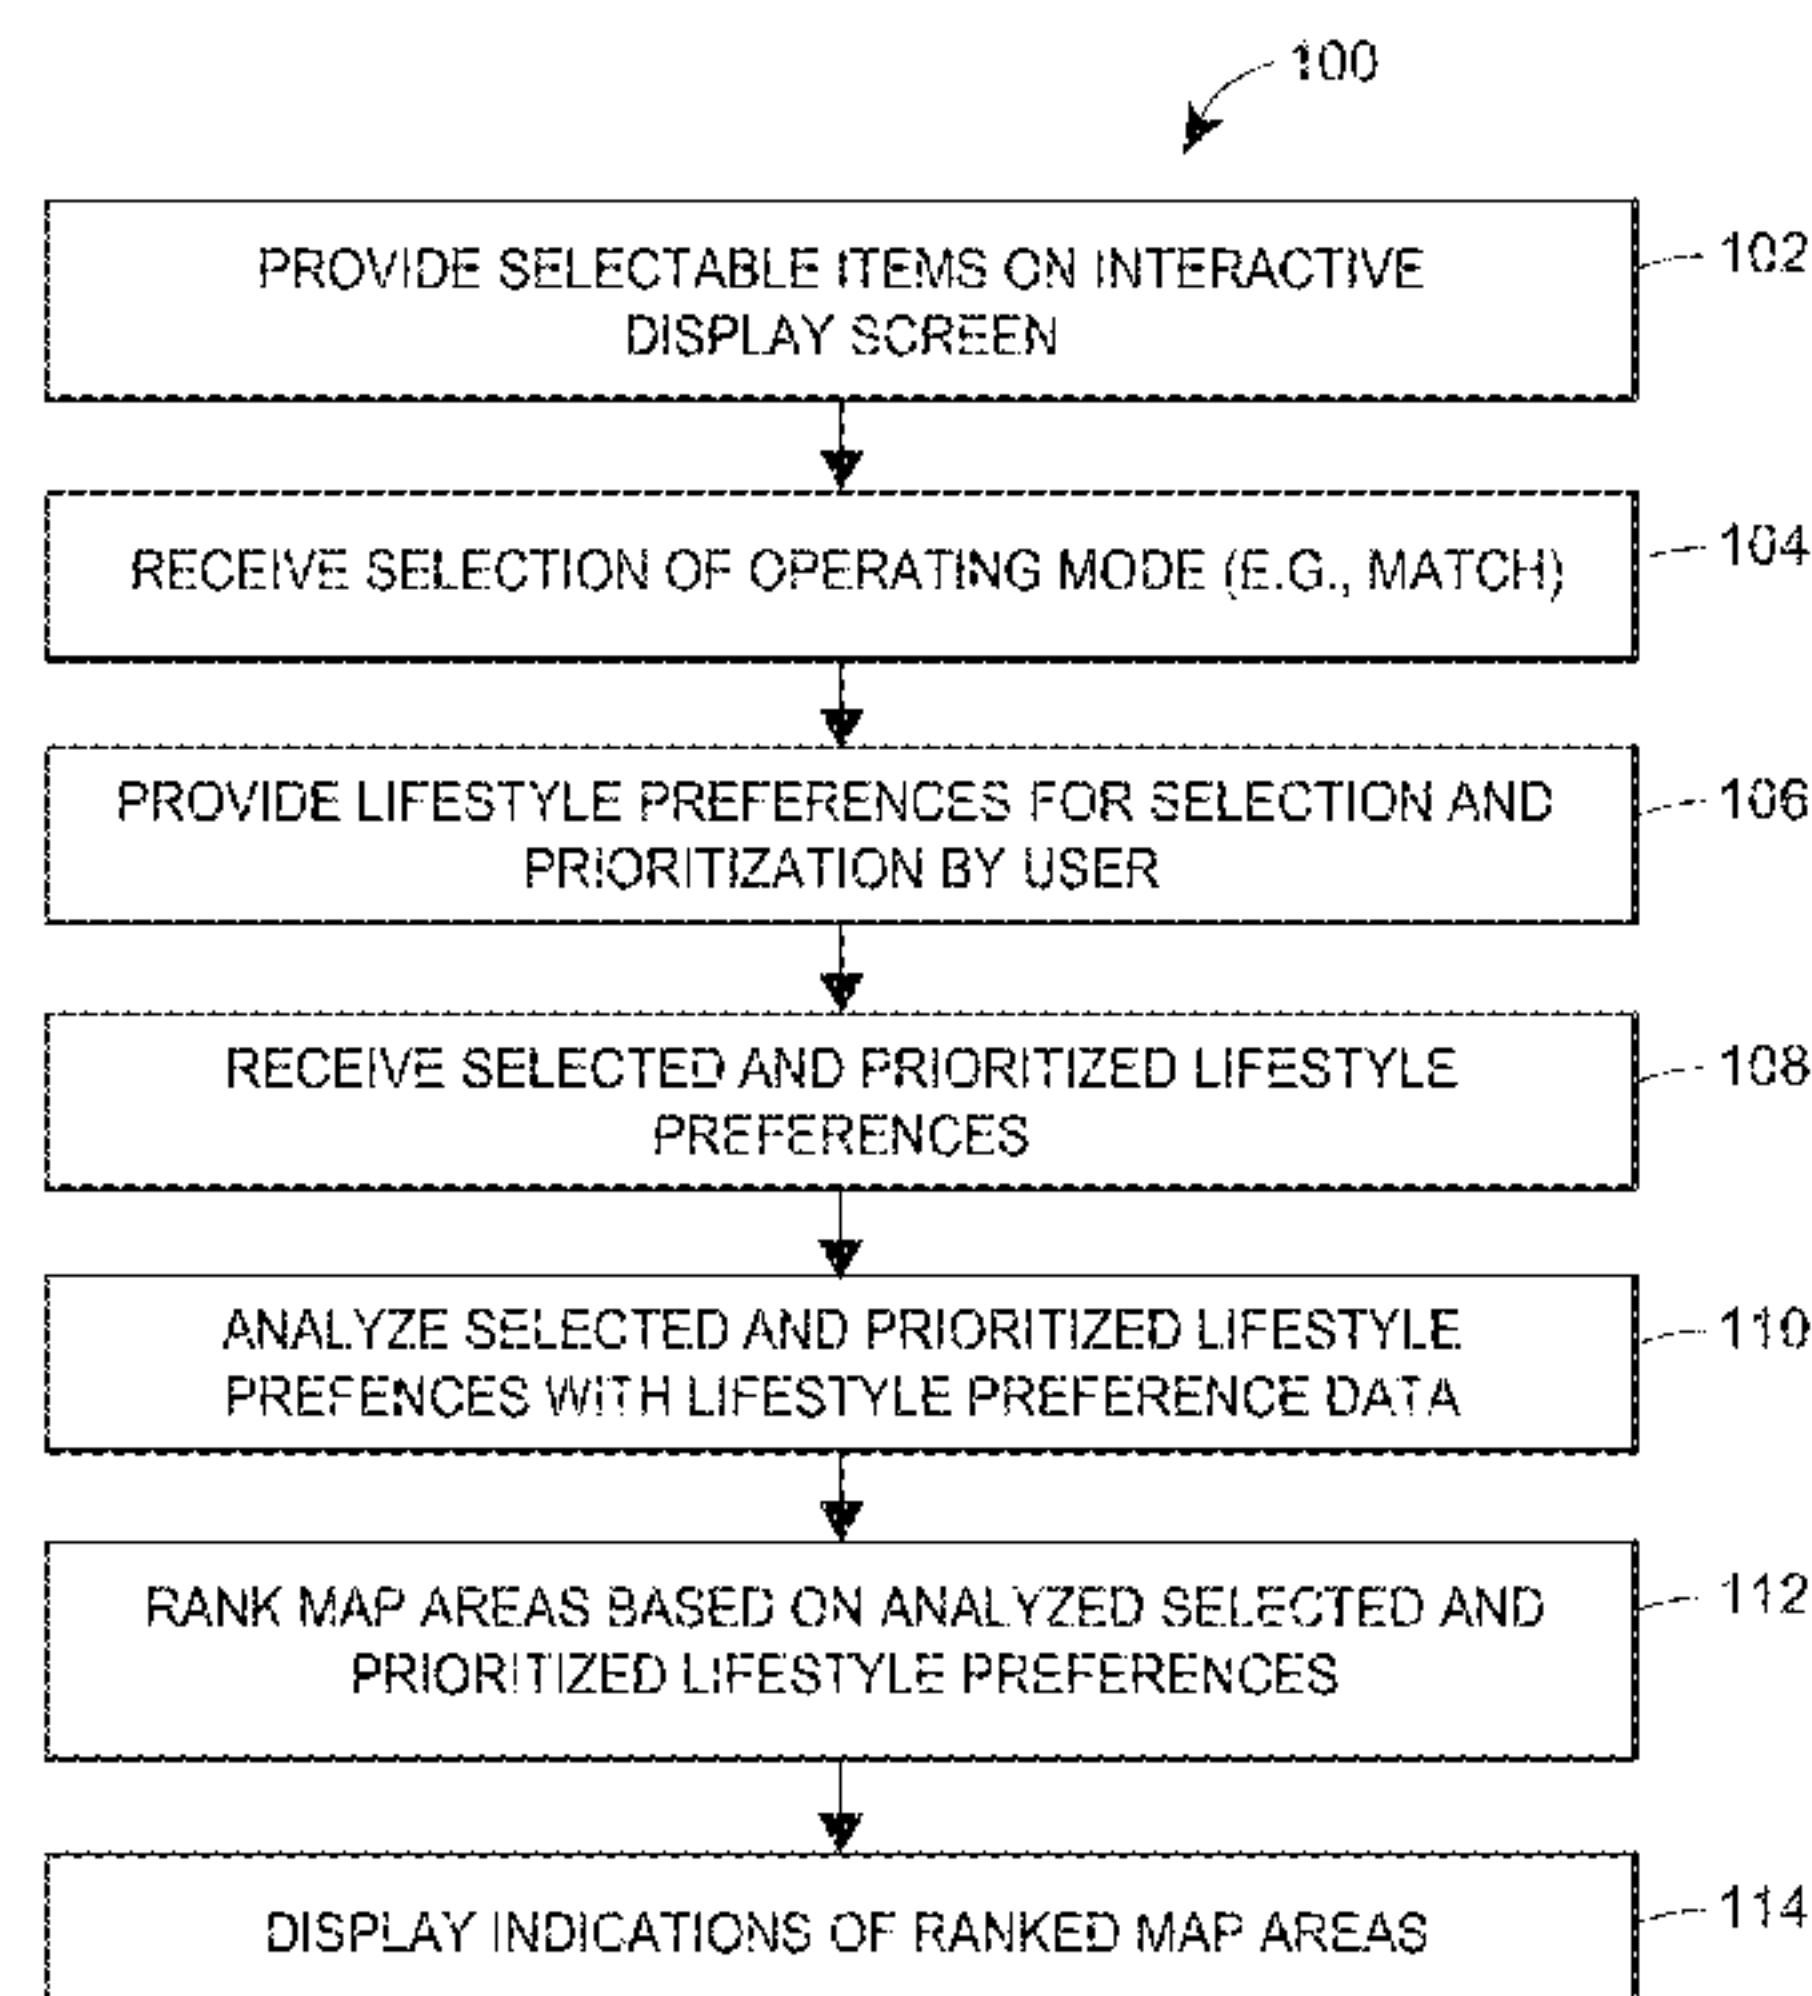 100
PROVIDE SELECTABLE ITEMS ON INTERACTIVE
DISPLAY SCREEN
102
RECEIVE SELECTION OF OPERATING MODE (E.G., MATCH)
104
PROVIDE LIFESTYLE PREFERENCES FOR SELECTION AND
PRIORITIZATION BY USER
106
RECEIVE SELECTED AND PRIORITIZED LIFESTYLE
PREFERENCES
108
ANALYZE SELECTED AND PRIORITIZED LIFESTYLE
PREFENCES WITH LIFESTYLE PREFERENCE DATA
110
RANK MAP AREAS BASED ON ANALYZED SELECTED AND
PRIORITIZED LIFESTYLE PREFERENCES
112
DISPLAY INDICATIONS OF RANKED MAP AREAS
114